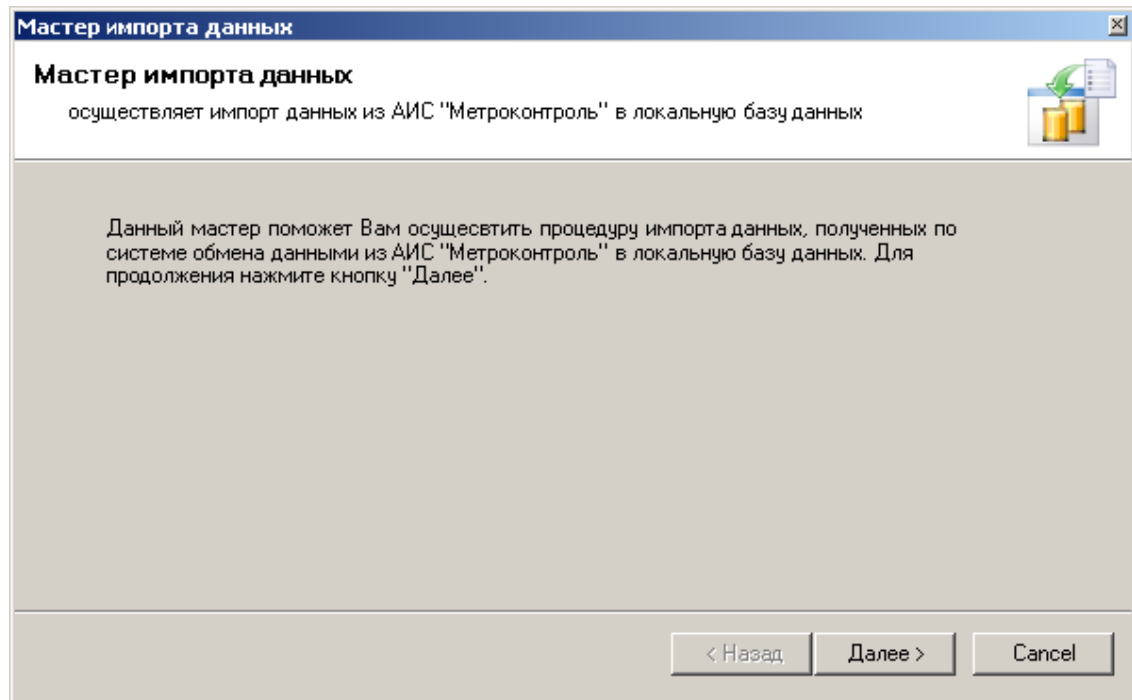 Мастер импорта данных
Мастер импорта данных
осуществляет импорт данных из АИС "Метроконтроль" в локальную базу данных
Данный мастер поможет Вам осущесвтить процедуру импорта данных, полученных по
системе обмена данными из АИС "Метроконтроль" в локальную базу данных. Для
продолжения нажмите кнопку "Далее".
< Назад Далее > Cancel